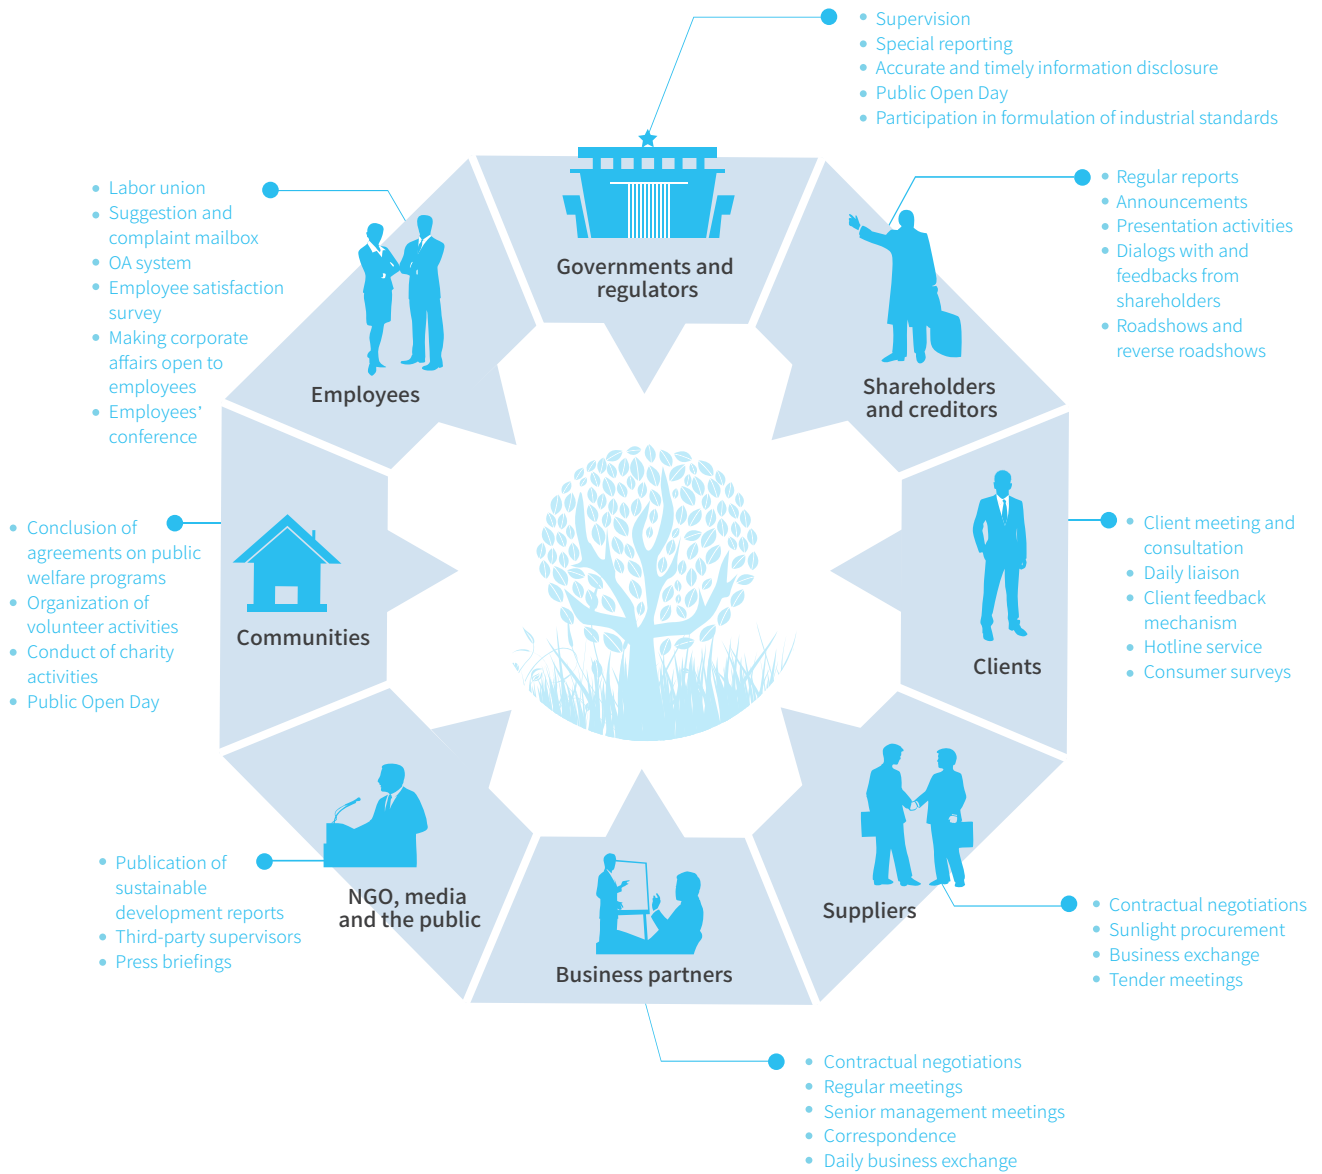 • Supervision
• Special reporting
• Accurate and timely information disclosure
• Public Open Day
• Participation in formulation of industrial standards
Governments and
regulators
• Regular reports
• Announcements
• Presentation activities
• Dialogs with and
feedbacks from
shareholders
• Roadshows and
reverse roadshows
Shareholders
and creditors
• Client meeting and
consultation
• Daily liaison
• Client feedback
mechanism
• Hotline service
• Consumer surveys
Clients
• Contractual negotiations
• Sunlight procurement
• Business exchange
• Tender meetings
Suppliers
• Contractual negotiations
• Regular meetings
• Senior management meetings
• Correspondence
• Daily business exchange
Business partners
• Publication of
sustainable
development reports
• Third-party supervisors
• Press briefings
NGO, media
and the public
• Conclusion of
agreements on public
welfare programs
• Organization of
volunteer activities
• Conduct of charity
activities
• Public Open Day
Communities
• Labor union
• Suggestion and
complaint mailbox
• OA system
• Employee satisfaction
survey
• Making corporate
affairs open to
employees
• Employees’
conference
Employees